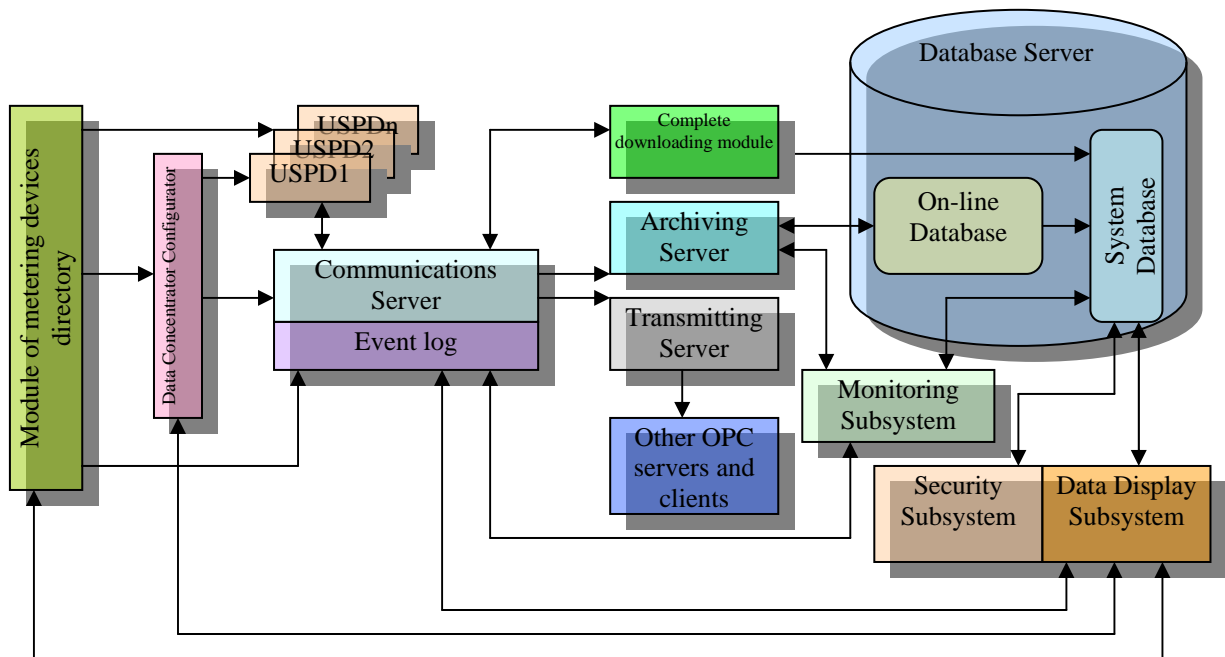 Database Server
Module of metering devices
directory
Data Concentrator Configurator
USPDn
USPD2
USPD1
Communications
Server
Event log
Complete
downloading module
Archiving
Server
Transmitting
Server
Other OPC
servers and
clients
On-line
Database
System
Database
Monitoring
Subsystem
Security
Subsystem
Data Display
Subsystem